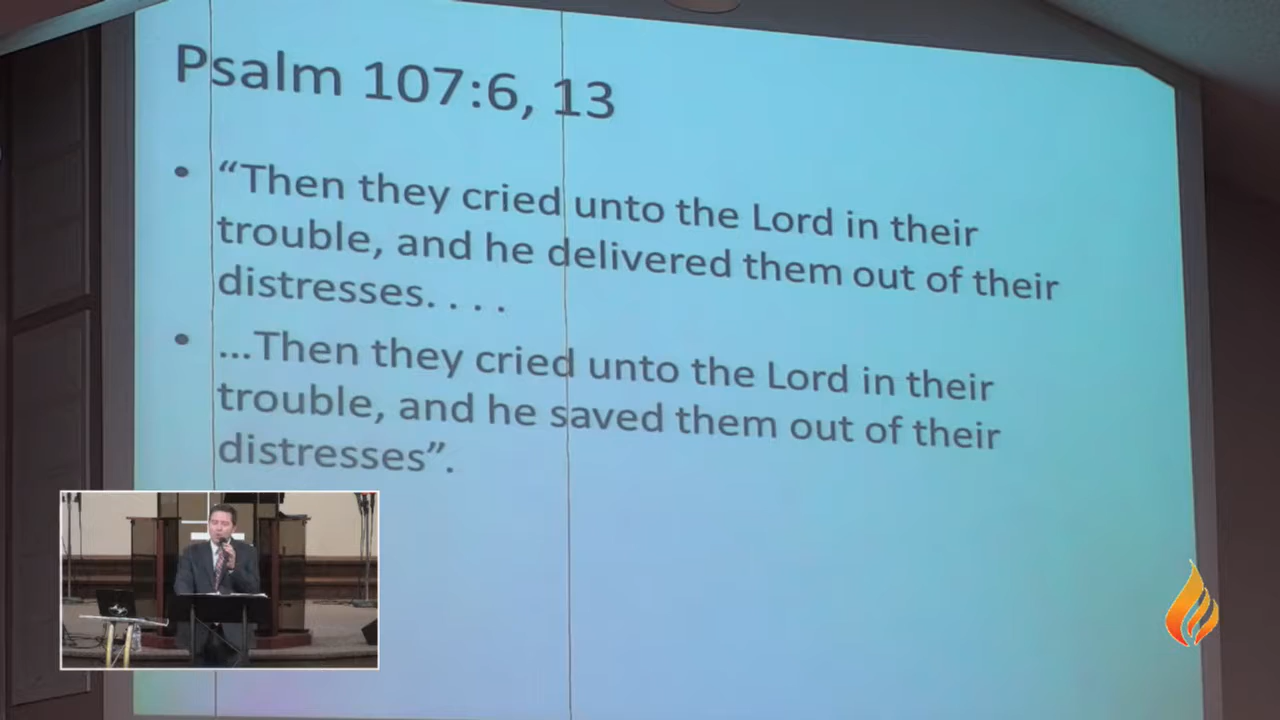 Psalm 107:6, 13
• “Then they cried unto the Lord in their
trouble, and he delivered them out of their
distresses. . . .
• ...Then they cried unto the Lord in their
trouble, and he saved them out of their
distresses”.